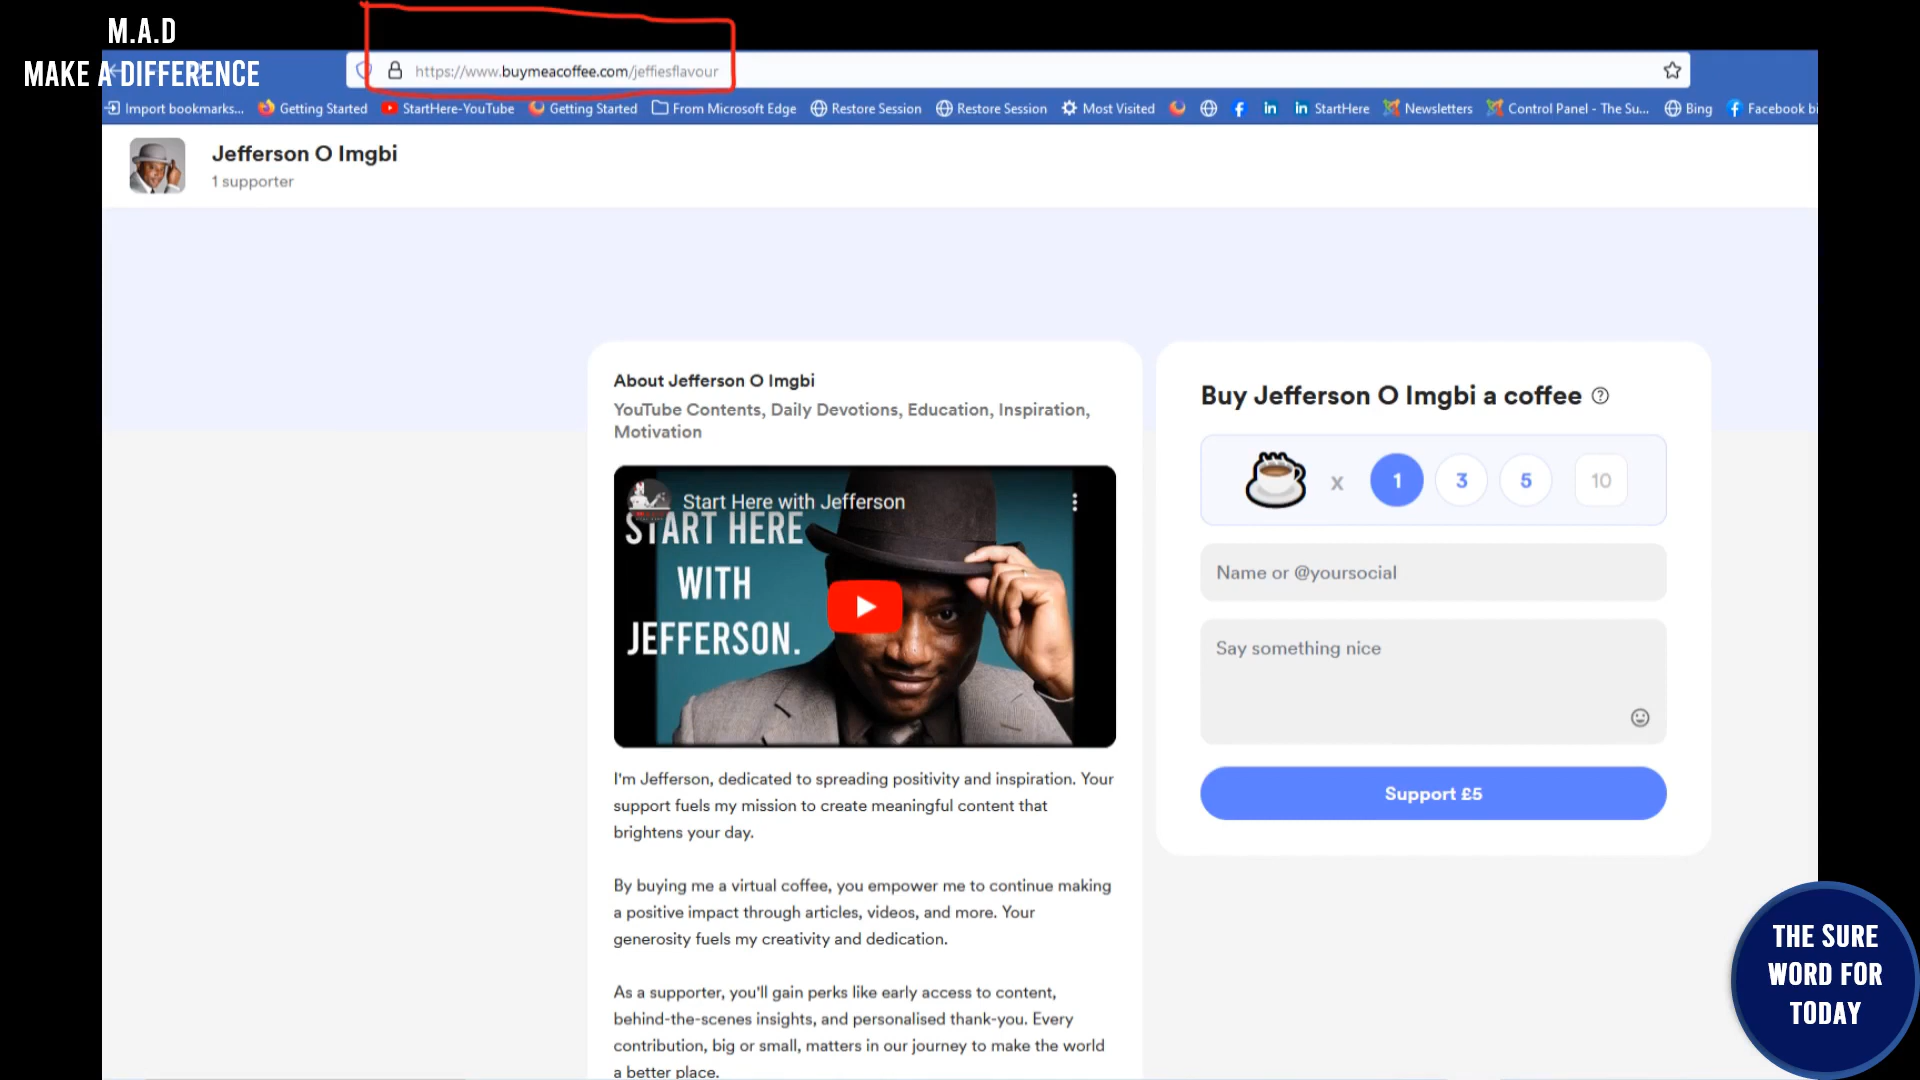 M.A.D
MAKE A DIFFERENCE
https://www.buymeacoffee.com/jeffiesflavour
Import bookmarks... Getting Started StartHere-YouTube Getting Started From Microsoft Edge Restore Session Restore Session Most Visited StartHere Newsletters Control Panel - The Su... Bing Facebook bi
Jefferson O Imgbi
1 supporter
About Jefferson O Imgbi
YouTube Contents, Daily Devotions, Education, Inspiration,
Motivation
Start Here with Jefferson
START HERE
WITH
JEFFERSON.
I'm Jefferson, dedicated to spreading positivity and inspiration. Your
support fuels my mission to create meaningful content that
brightens your day.
By buying me a virtual coffee, you empower me to continue making
a positive impact through articles, videos, and more. Your
generosity fuels my creativity and dedication.
As a supporter, you'll gain perks like early access to content,
behind-the-scenes insights, and personalised thank-you. Every
contribution, big or small, matters in our journey to make the world
a better place.
Buy Jefferson O Imgbi a coffee
x 1 3 5 10
Name or @yoursocial
Say something nice
Support £5
THE SURE
WORD FOR
TODAY